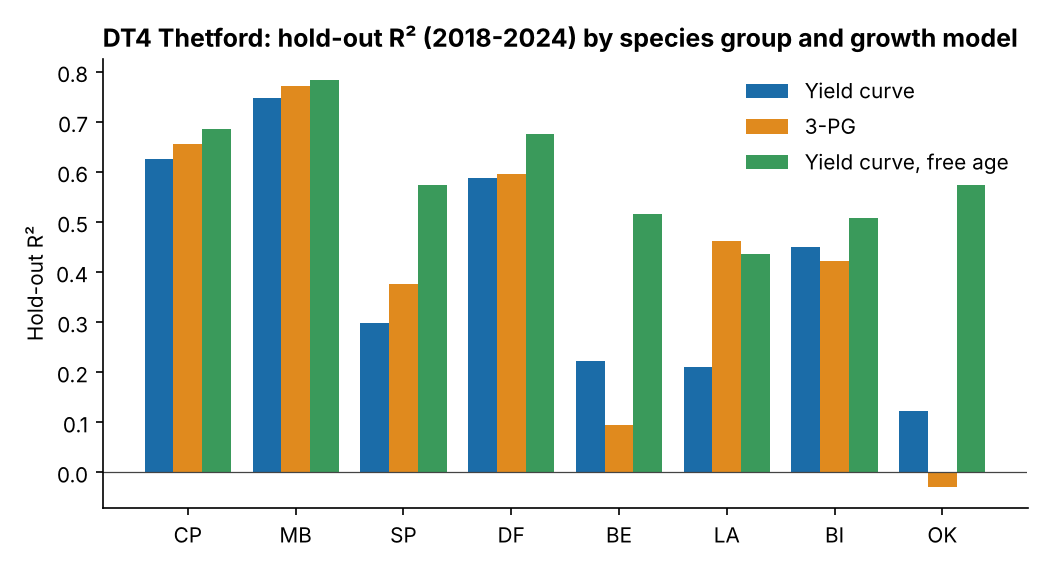 DT4 Thetford: hold-out R² (2018-2024) by species group and growth model
Yield curve
3-PG
Yield curve, free age
Hold-out R²
0.8
0.7
0.6
0.5
0.4
0.3
0.2
0.1
0.0
CP MB SP DF BE LA BI OK